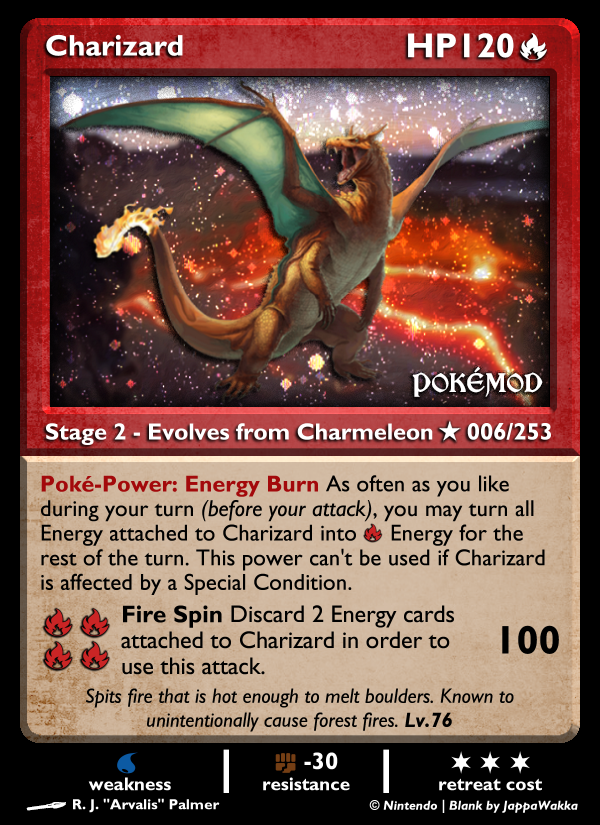 Charizard HP120
POKÉMOD
Stage 2 - Evolves from Charmeleon ★ 006/253
Poké-Power: Energy Burn As often as you like
during your turn (before your attack), you may turn all
Energy attached to Charizard into Energy for the
rest of the turn. This power can't be used if Charizard
is affected by a Special Condition.
Fire Spin Discard 2 Energy cards
attached to Charizard in order to
use this attack.
100
Spits fire that is hot enough to melt boulders. Known to
unintentionally cause forest fires. Lv.76
weakness
-30
resistance
retreat cost
R. J. "Arvalis" Palmer
© Nintendo | Blank by JappaWakka